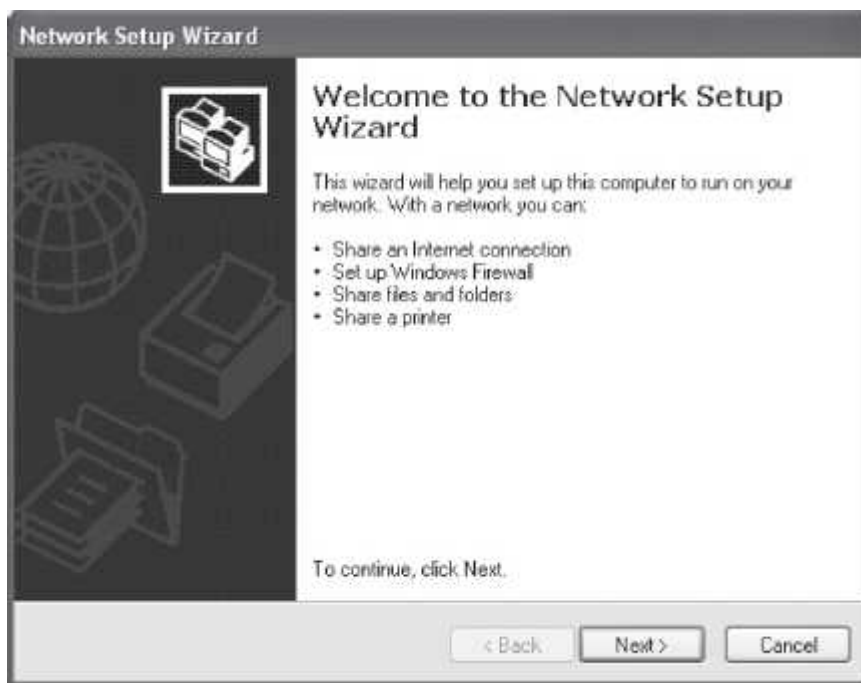 Network Setup Wizard
Welcome to the Network Setup
Wizard
This wizard will help you set up this computer to run on your
network. With a network you can:
• Share an Internet connection
• Set up Windows Firewall
• Share files and folders
• Share a printer
To continue, click Next.
< Back
Next >
Cancel